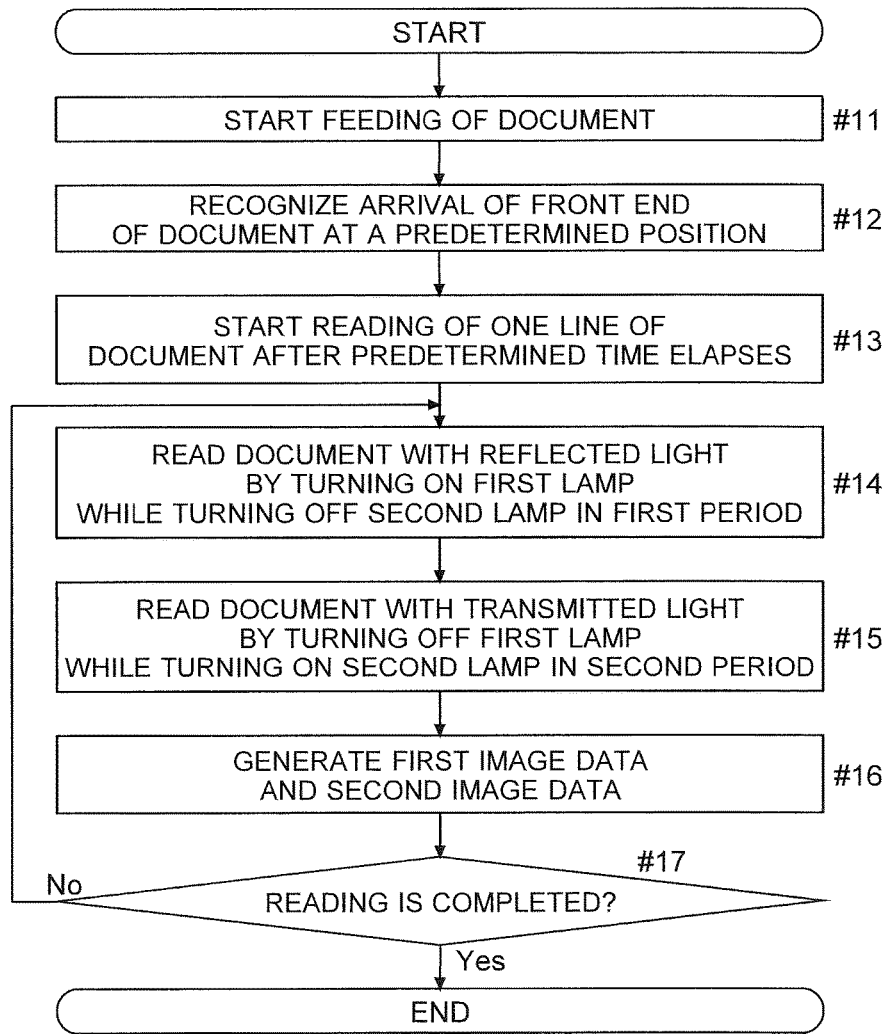 START
START FEEDING OF DOCUMENT
#11
RECOGNIZE ARRIVAL OF FRONT END
OF DOCUMENT AT A PREDETERMINED POSITION
#12
START READING OF ONE LINE OF
DOCUMENT AFTER PREDETERMINED TIME ELAPSES
#13
READ DOCUMENT WITH REFLECTED LIGHT
BY TURNING ON FIRST LAMP
WHILE TURNING OFF SECOND LAMP IN FIRST PERIOD
#14
READ DOCUMENT WITH TRANSMITTED LIGHT
BY TURNING OFF FIRST LAMP
WHILE TURNING ON SECOND LAMP IN SECOND PERIOD
#15
GENERATE FIRST IMAGE DATA
AND SECOND IMAGE DATA
#16
#17
No
READING IS COMPLETED?
Yes
END